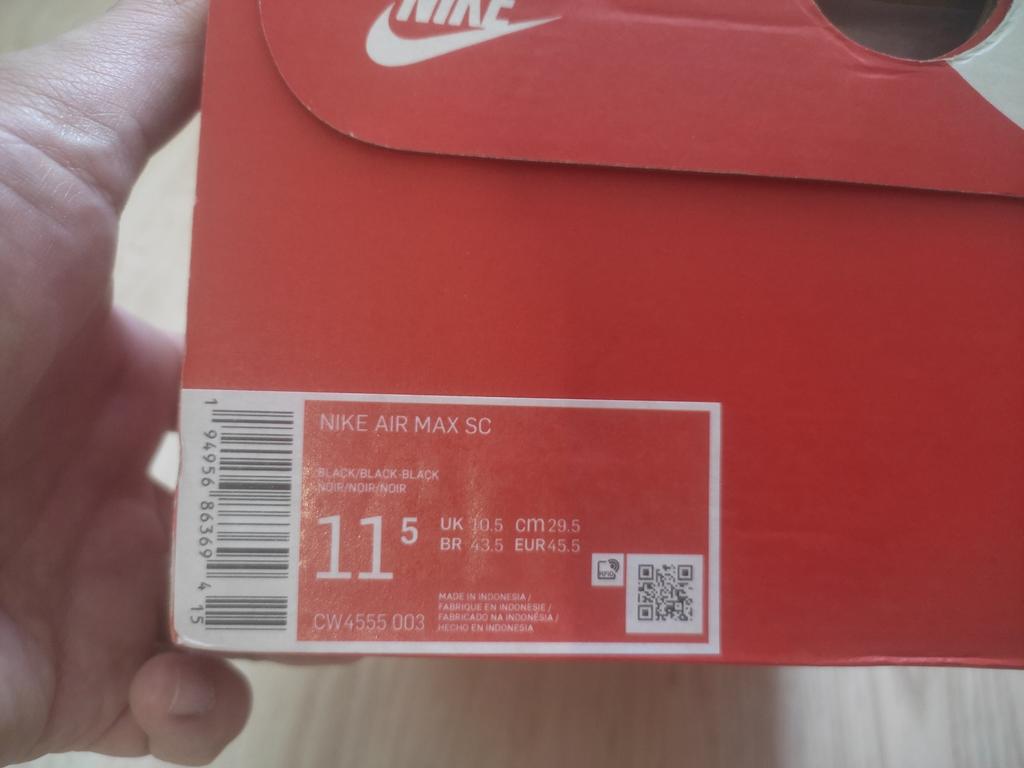 NIKE
NIKE AIR MAX SC
BLACK/BLACK-BLACK
NOIR/NOIR/NOIR
11 5
UK 10.5 cm 29.5
BR 43.5 EUR 45.5
MADE IN INDONESIA /
FABRIQUE EN INDONESIE /
FABRICADO NA INDONÉSIA /
HECHO EN INDONESIA
CW4555 003
1 94956 86369 4 15